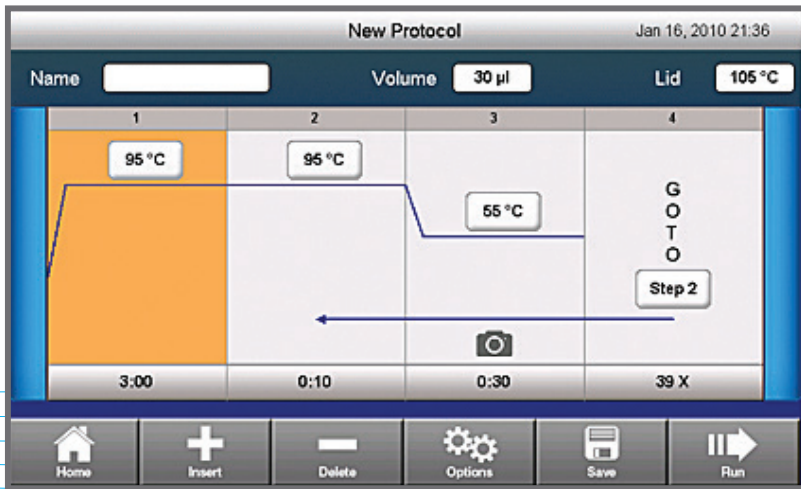 New Protocol Jan 16, 2010 21:36
Name Volume 30 µl Lid 105 °C
1 2 3 4
95 °C 95 °C
55 °C
G
O
T
O
Step 2
3:00 0:10 0:30 39 X
Home Insert Delete Options Save Run